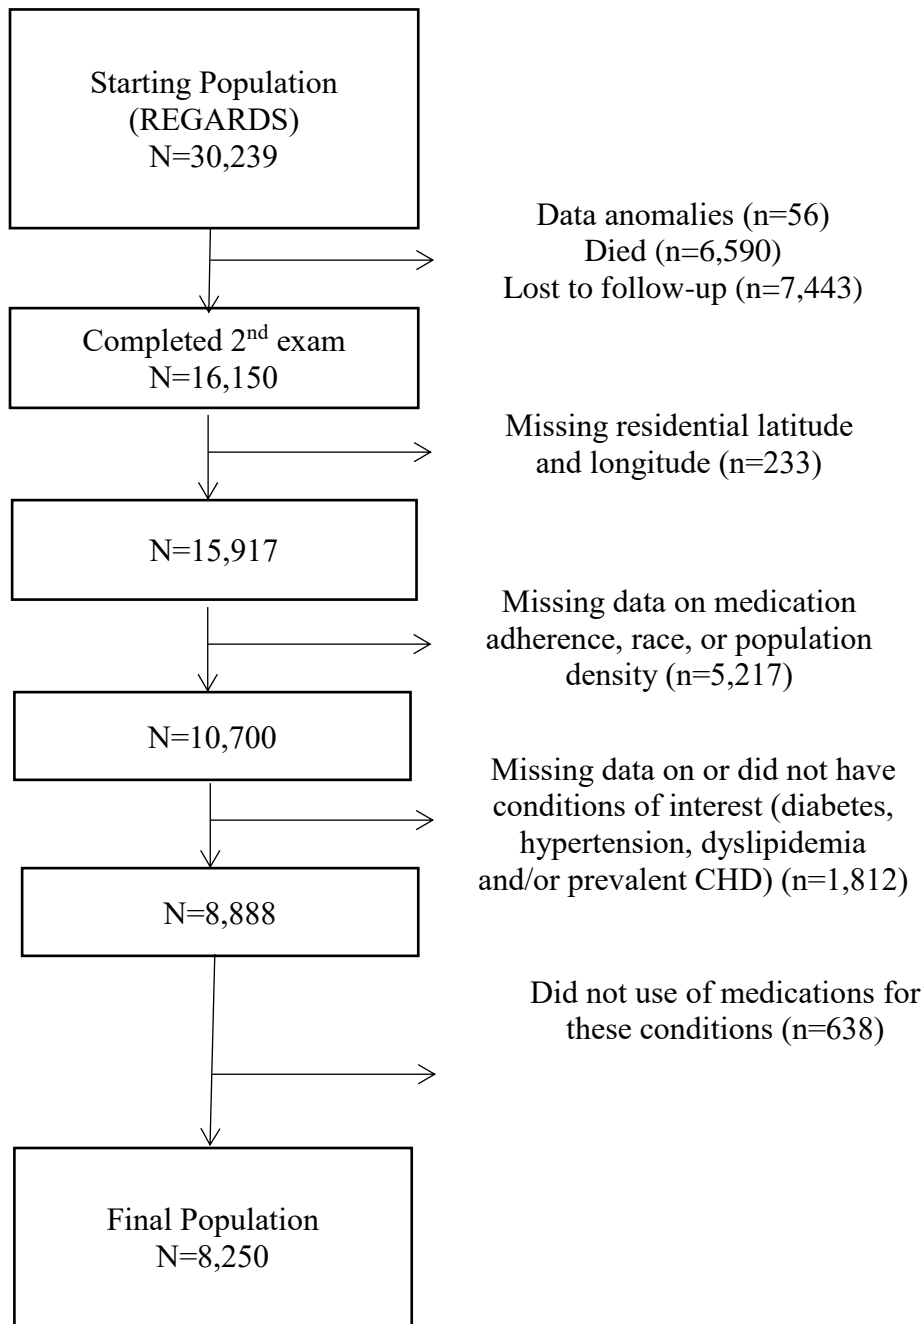 Starting Population
(REGARDS)
N=30,239
Data anomalies (n=56)
Died (n=6,590)
Lost to follow-up (n=7,443)
Completed 2nd exam
N=16,150
Missing residential latitude
and longitude (n=233)
N=15,917
Missing data on medication
adherence, race, or population
density (n=5,217)
N=10,700
Missing data on or did not have
conditions of interest (diabetes,
hypertension, dyslipidemia
and/or prevalent CHD) (n=1,812)
N=8,888
Did not use of medications for
these conditions (n=638)
Final Population
N=8,250